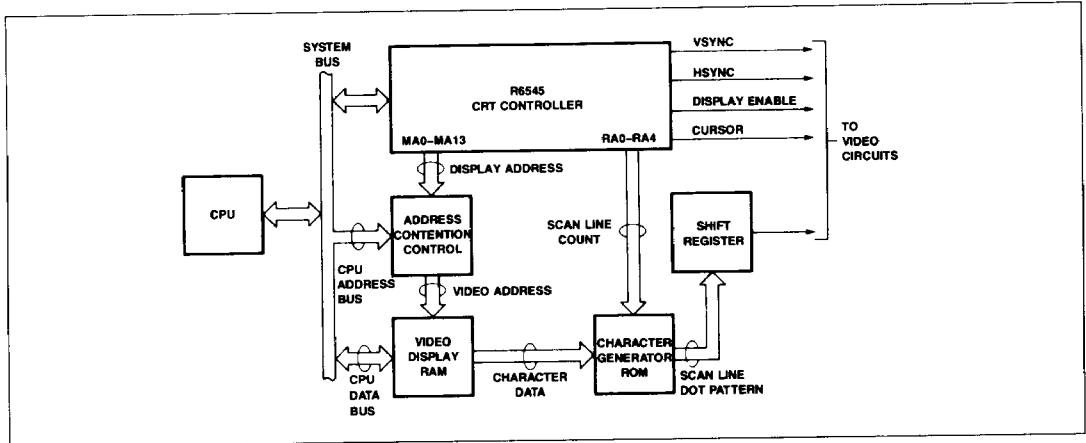 SYSTEM
BUS
R6545
CRT CONTROLLER
MA0–MA13
RA0–RA4
VSYNC
HSYNC
DISPLAY ENABLE
CURSOR
TO
VIDEO
CIRCUITS
DISPLAY ADDRESS
CPU
ADDRESS
CONTENTION
CONTROL
SCAN LINE
COUNT
SHIFT
REGISTER
CPU
ADDRESS
BUS
VIDEO ADDRESS
VIDEO
DISPLAY
RAM
CHARACTER
GENERATOR
ROM
CPU
DATA
BUS
CHARACTER
DATA
SCAN LINE
DOT PATTERN